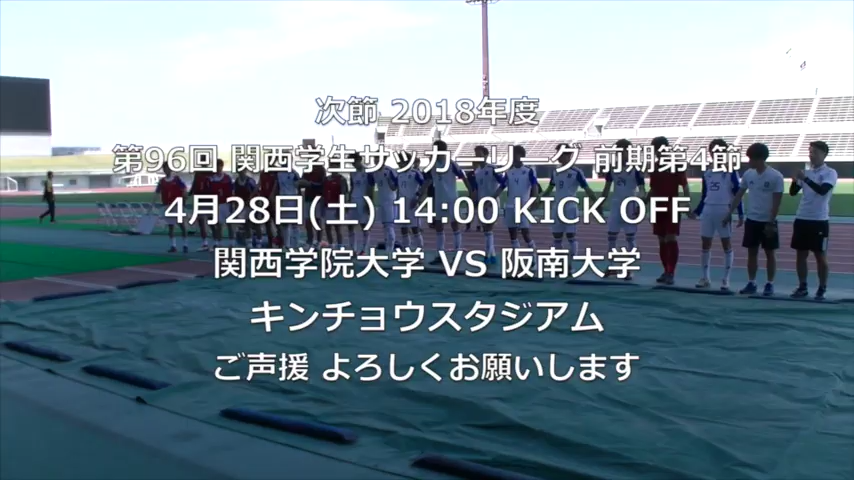 次節 2018年度
第96回 関西学生サッカーリーグ 前期第4節
4月28日(土) 14:00 KICK OFF
関西学院大学 VS 阪南大学
キンチョウスタジアム
ご声援 よろしくお願いします
25